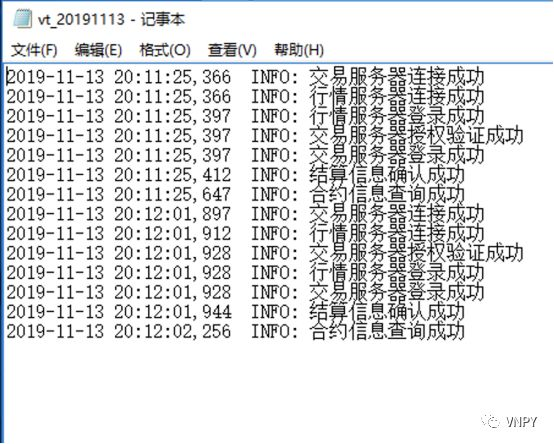 vt_20191113 - 记事本
文件(F) 编辑(E) 格式(O) 查看(V) 帮助(H)
2019-11-13 20:11:25,366 INFO: 交易服务器连接成功
2019-11-13 20:11:25,366 INFO: 行情服务器连接成功
2019-11-13 20:11:25,397 INFO: 行情服务器登录成功
2019-11-13 20:11:25,397 INFO: 交易服务器授权验证成功
2019-11-13 20:11:25,397 INFO: 交易服务器登录成功
2019-11-13 20:11:25,412 INFO: 结算信息确认成功
2019-11-13 20:11:25,647 INFO: 合约信息查询成功
2019-11-13 20:12:01,897 INFO: 交易服务器连接成功
2019-11-13 20:12:01,912 INFO: 行情服务器连接成功
2019-11-13 20:12:01,928 INFO: 交易服务器授权验证成功
2019-11-13 20:12:01,928 INFO: 行情服务器登录成功
2019-11-13 20:12:01,928 INFO: 交易服务器登录成功
2019-11-13 20:12:01,944 INFO: 结算信息确认成功
2019-11-13 20:12:02,256 INFO: 合约信息查询成功
VNPY